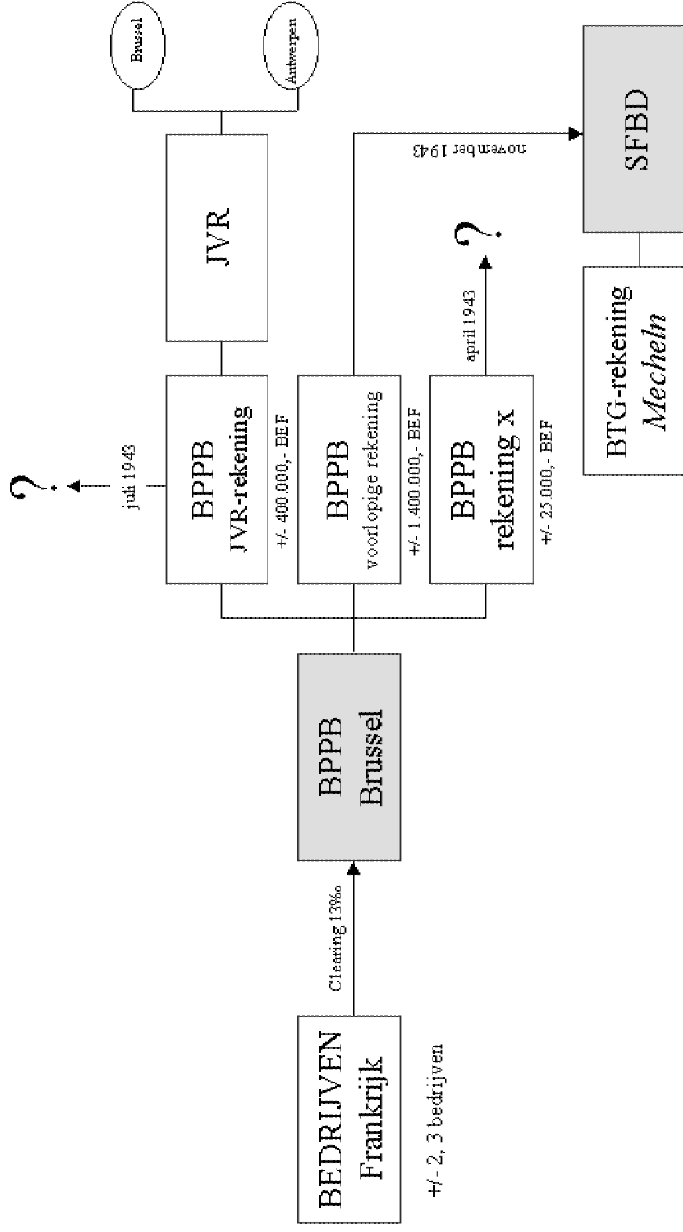 BEDRIJVEN
Frankrijk
+/- 2, 3 bedrijven
Clearing 13‰
BPPB
Brussel
?
juli 1943
BPPB
JVR-rekening
+/- 400.000,- BEF
BPPB
voorlopige rekening
+/- 1.400.000,- BEF
BPPB
rekening x
+/- 25.000,- BEF
april 1943
?
JVR
Brussel
Antwerpen
november 1943
BTG-rekening
Mecheln
SFBD